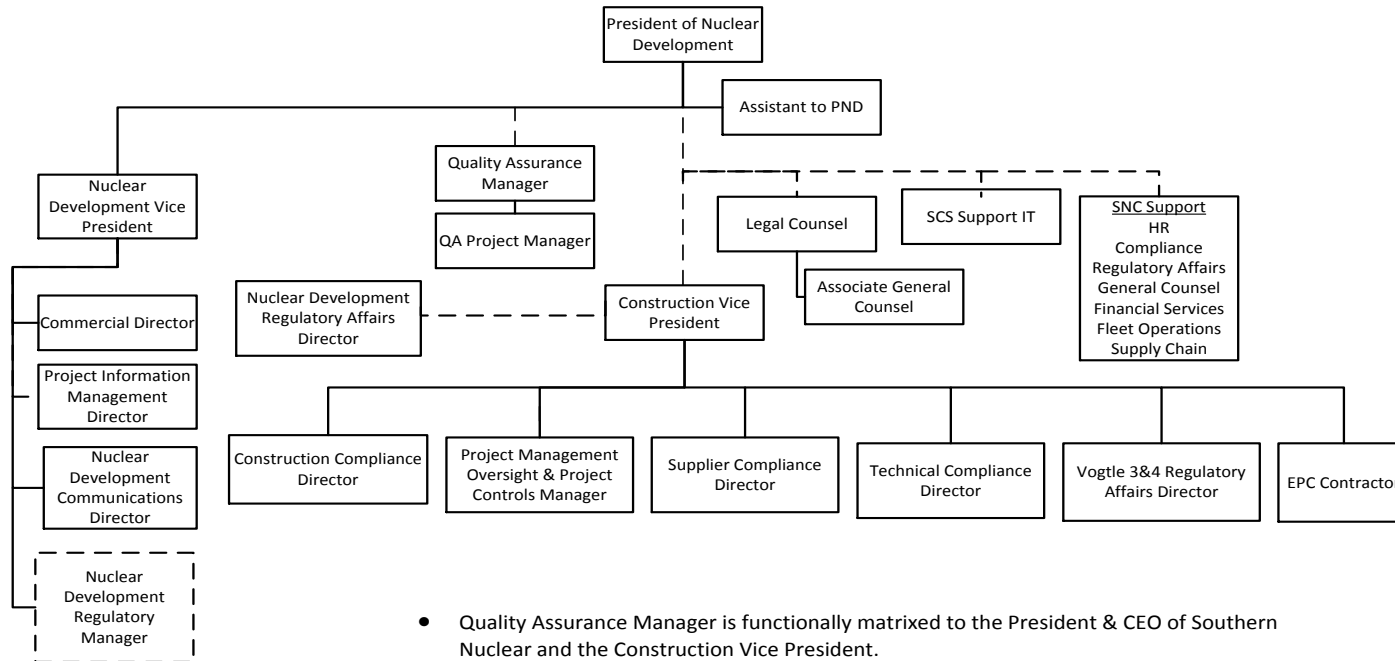 President of Nuclear
Development
Assistant to PND
Quality Assurance
Manager
QA Project Manager
Nuclear
Development Vice
President
Legal Counsel
SCS Support IT
SNC Support
HR
Compliance
Regulatory Affairs
General Counsel
Financial Services
Fleet Operations
Supply Chain
Associate General
Counsel
Nuclear Development
Regulatory Affairs
Director
Construction Vice
President
Commercial Director
Project Information
Management
Director
Nuclear
Development
Communications
Director
Nuclear
Development
Regulatory
Manager
Construction Compliance
Director
Project Management
Oversight & Project
Controls Manager
Supplier Compliance
Director
Technical Compliance
Director
Vogtle 3&4 Regulatory
Affairs Director
EPC Contractor
• Quality Assurance Manager is functionally matrixed to the President & CEO of Southern
Nuclear and the Construction Vice President.